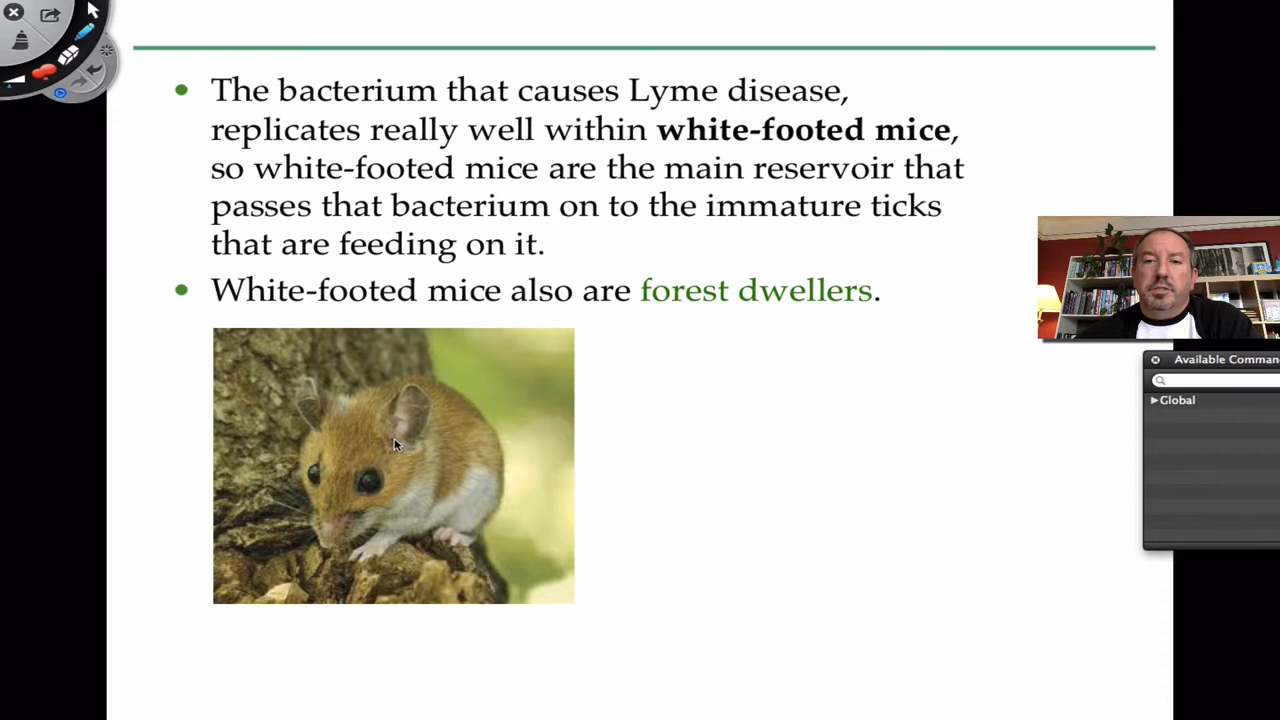 The bacterium that causes Lyme disease,
replicates really well within white-footed mice,
so white-footed mice are the main reservoir that
passes that bacterium on to the immature ticks
that are feeding on it.
White-footed mice also are forest dwellers.
Available Comman
Global